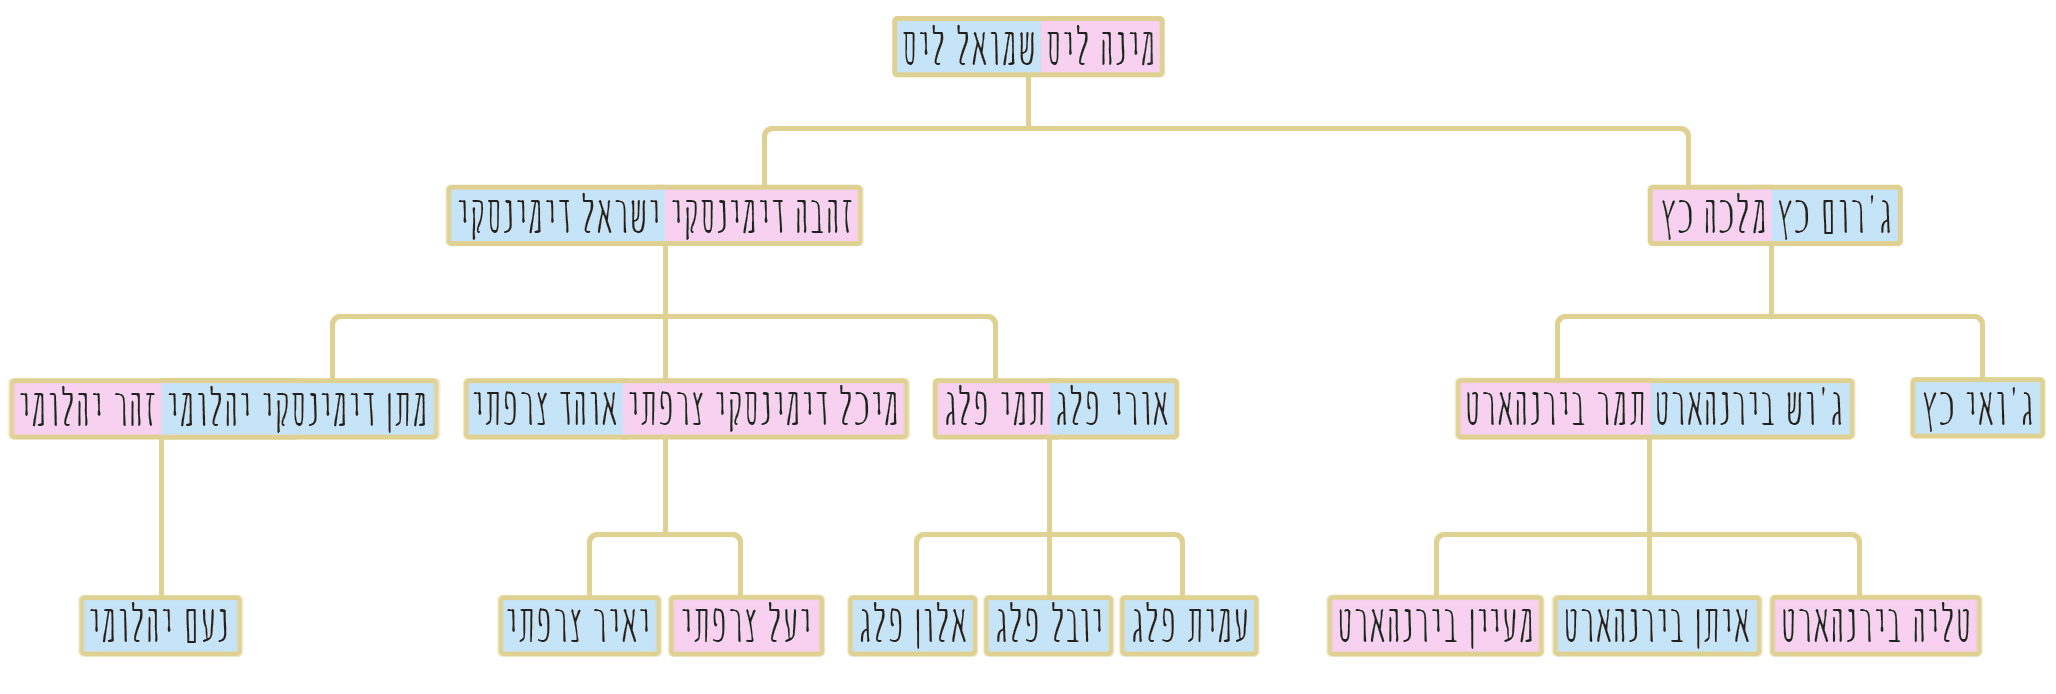 מינה ליס שמואל ליס
ג'רום כץ מלכה כץ
זהבה דימינסקי ישראל דימינסקי
ג'ואי כץ
ג'וש בירנהארט תמר בירנהארט
אורי פלג תמי פלג
מיכל דימינסקי צרפתי אוהד צרפתי
מתן דימינסקי יהלומי זהר יהלומי
טליה בירנהארט
איתן בירנהארט
מעיין בירנהארט
עמית פלג
יובל פלג
אלון פלג
יעל צרפתי
יאיר צרפתי
נעם יהלומי